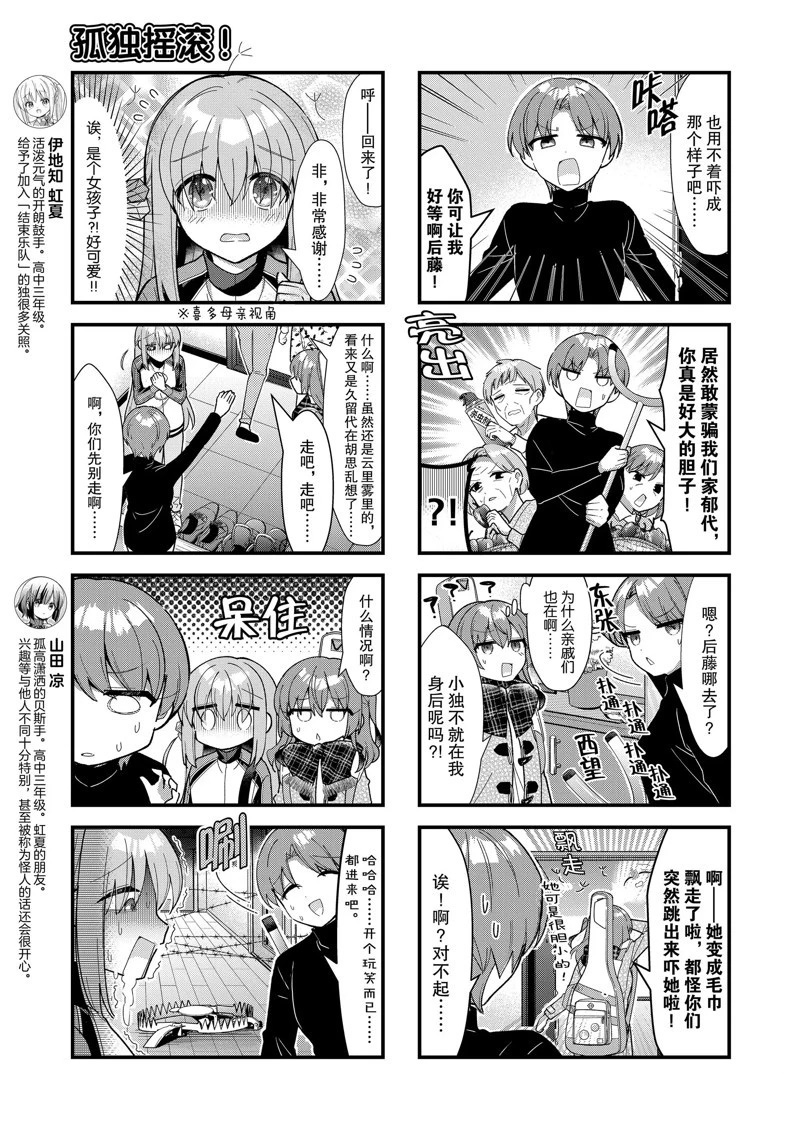 孤独摇滚！
伊地知 虹夏
活泼元气的开朗鼓手。高中三年级。
给予了加入「结束乐队」的独很多关照。
山田 凉
孤高潇洒的贝斯手。高中三年级。虹夏的朋友。
兴趣等与他人不同十分特别，甚至被称为怪人的话还会很开心。
也用不着吓成
那个样子吧……
咔嗒
你可让我
好等啊后藤！
居然敢蒙骗我们家郁代，
你真是好大的胆子！
亮出
杀虫剂
?!
嗯？后藤哪去了？
东张
西望
扑通
扑通
扑通
扑通
为什么亲戚们
也在啊……
小独不就在我
身后呢吗?!
啊——她变成毛巾
飘走了啦，都怪你们
突然跳出来吓她啦！
飘走
她可是很胆小的！
诶！啊？对不起……
呼——回来了！
非，非
常感谢……
诶，是个女孩子?!好可爱!!
※喜多母亲视角
什么啊……虽然还是云里雾里的，
看来又是久留代在胡思乱想了……
走吧，走吧……
啊，你们先别走啊……
什么情况啊？
呆住
哈哈哈……开个玩笑而已……
都进来吧。
唰